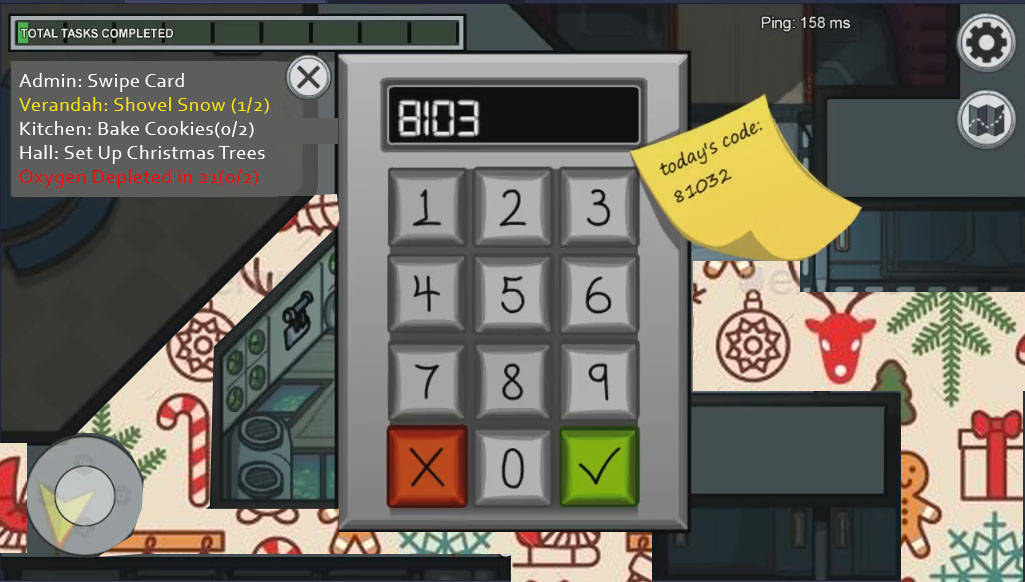 TOTAL TASKS COMPLETED
Ping: 158 ms
Admin: Swipe Card
Verandah: Shovel Snow (1/2)
Kitchen: Bake Cookies(0/2)
Hall: Set Up Christmas Trees
Oxygen Depleted in 21(0/2)
8103
today's code:
81032
1 2 3
4 5 6
7 8 9
0